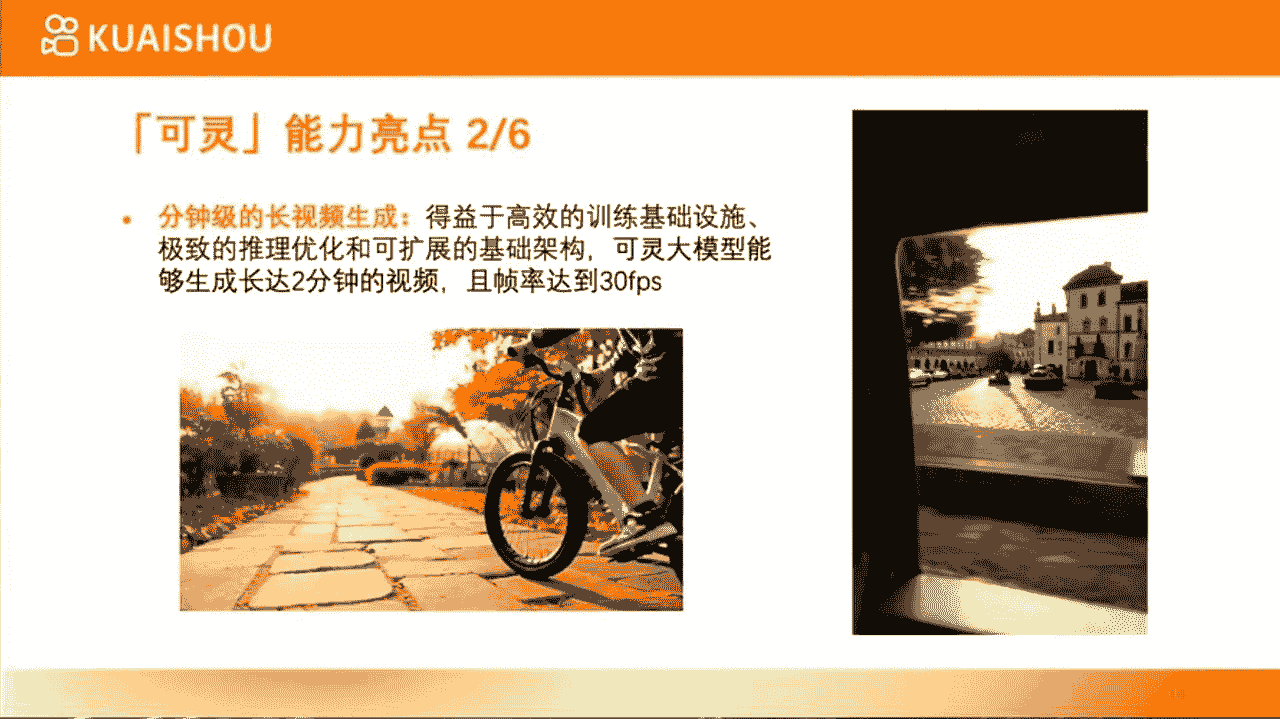 KUAISHOU
「可灵」能力亮点 2/6
• 分钟级的长视频生成：得益于高效的训练基础设施、
极致的推理优化和可扩展的基础架构，可灵大模型能
够生成长达2分钟的视频，且帧率达到30fps